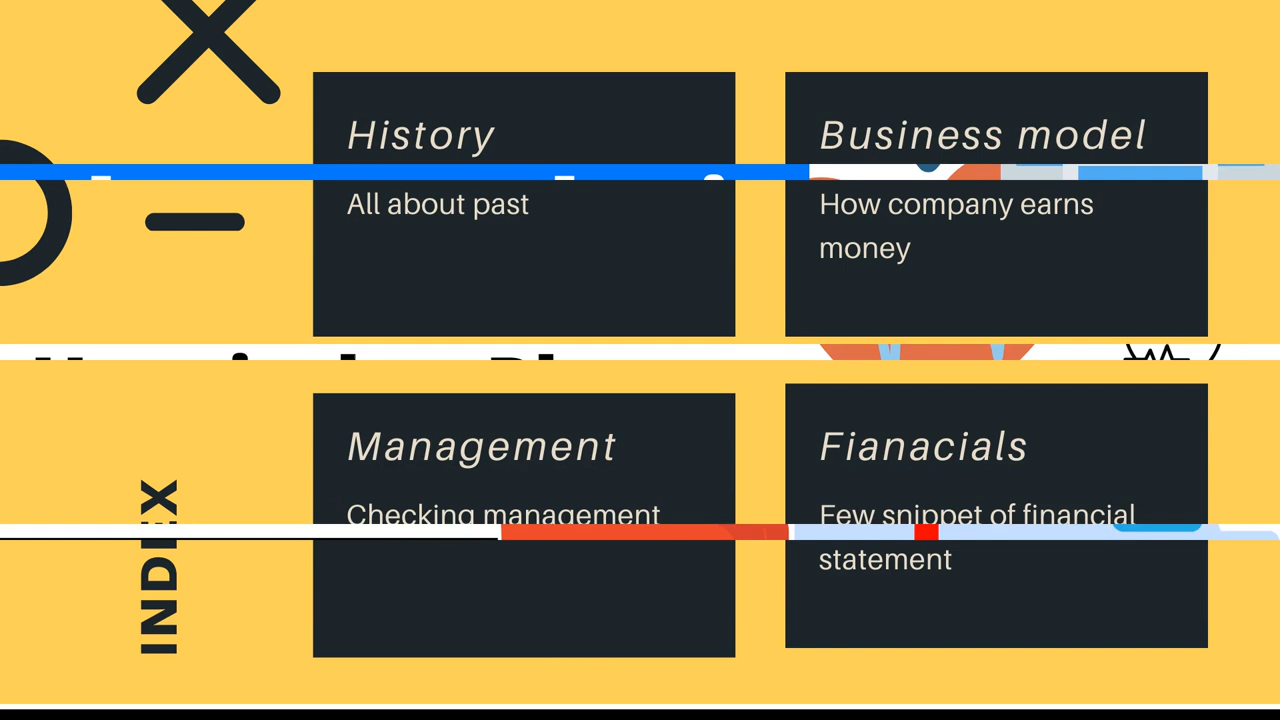 History
All about past
Business model
How company earns
money
INDEX
Management
Checking management
Fianacials
Few snippet of financial
statement